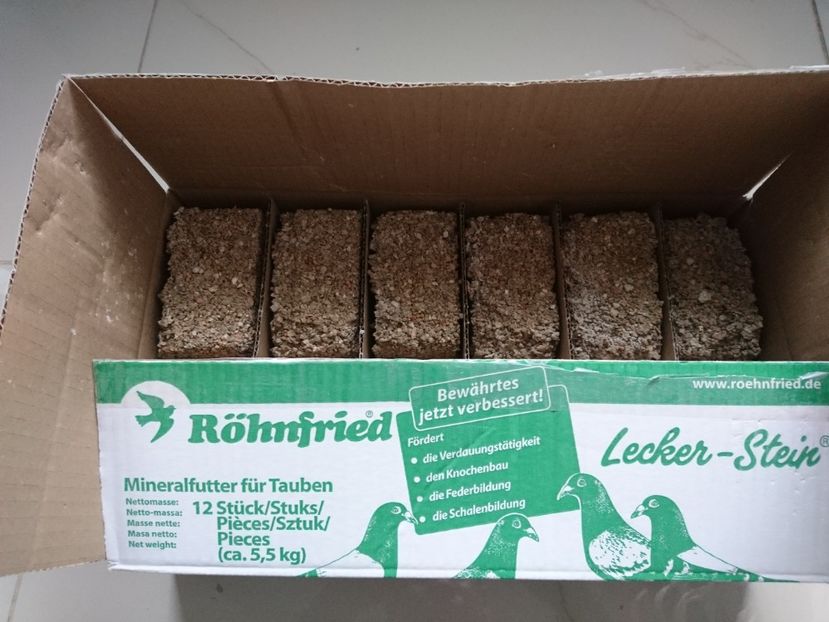 www.roehnfried.de
Röhnfried®
Bewährtes
jetzt verbessert!
Fördert
• die Verdauungstätigkeit
• den Knochenbau
• die Federbildung
• die Schalenbildung
Lecker-Stein®
Mineralfutter für Tauben
Nettomasse:
Netto-massa:
Masse nette:
Masa netto:
Net weight:
12 Stück/Stuks/
Pièces/Sztuk/
Pieces
(ca. 5,5 kg)